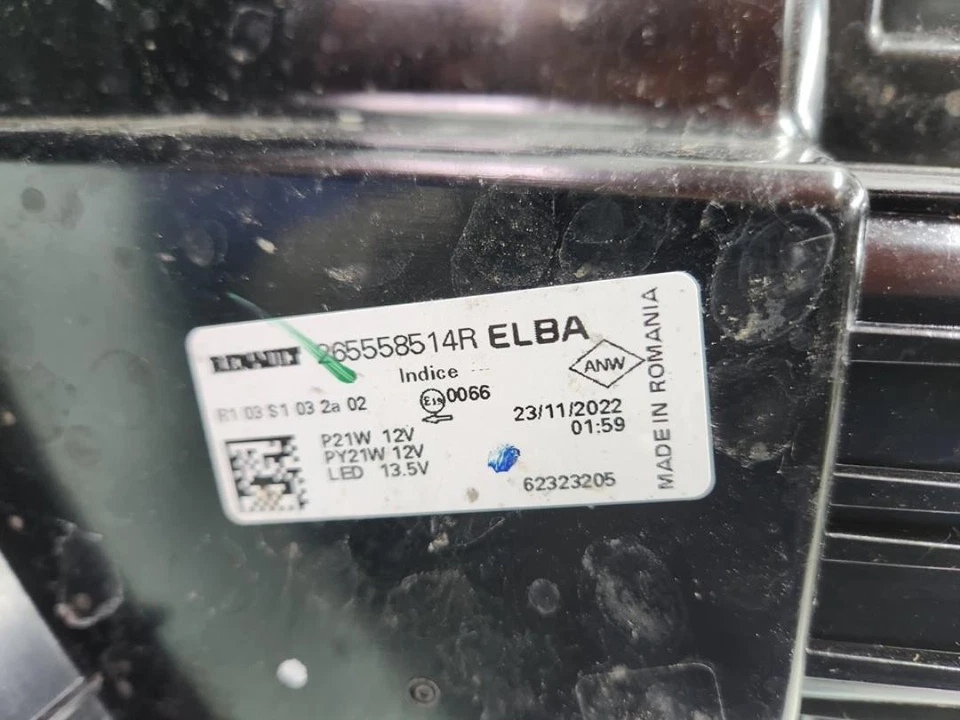 RENAULT 265558514R ELBA
Indice ---
ANW
R1 03 S1 03 2a 02
E19 0066
23/11/2022
01:59
P21W 12V
PY21W 12V
LED 13.5V
62323205
MADE IN ROMANIA